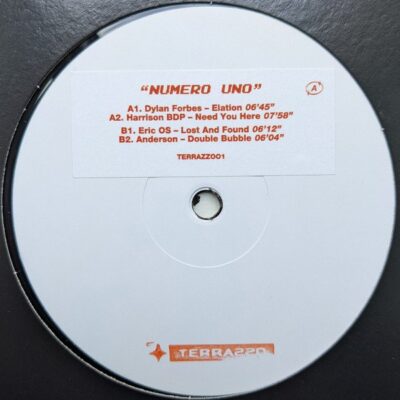 “NUMERO UNO”
A
A1. Dylan Forbes – Elation 06'45”
A2. Harrison BDP – Need You Here 07'58”
B1. Eric OS – Lost And Found 06'12”
B2. Anderson – Double Bubble 06'04”
TERRAZZO01
TERRAZZO